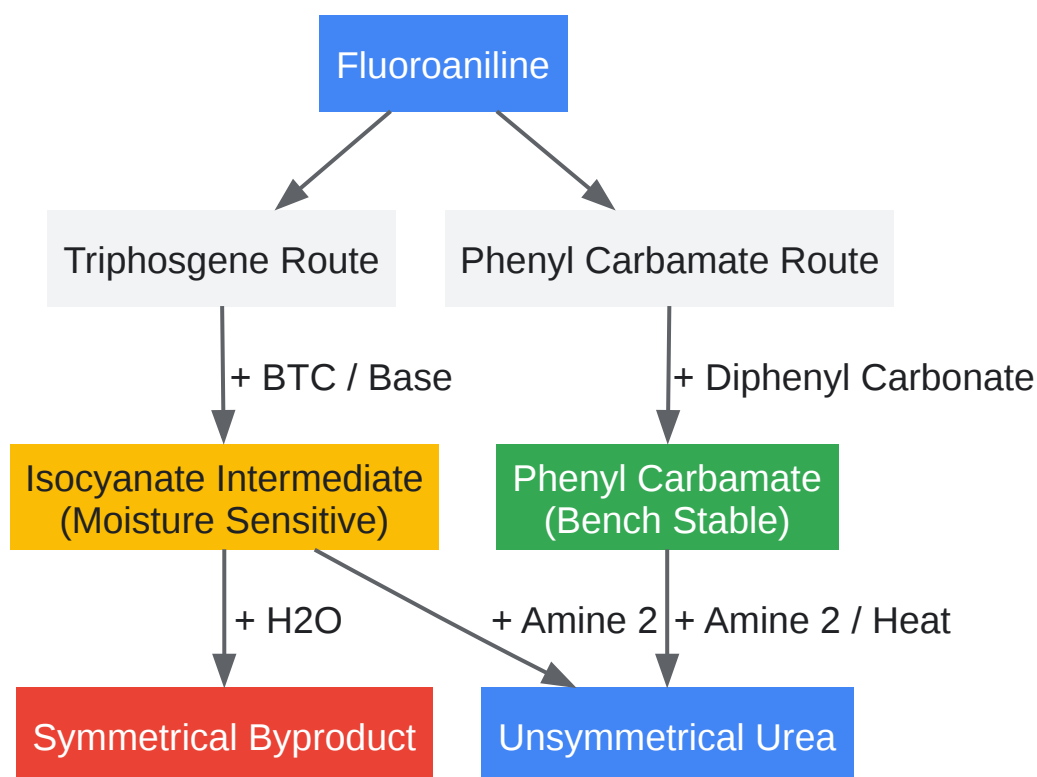 Fluoroaniline
Triphosgene Route
Phenyl Carbamate Route
+ BTC / Base
+ Diphenyl Carbonate
Isocyanate Intermediate
(Moisture Sensitive)
Phenyl Carbamate
(Bench Stable)
+ H2O
+ Amine 2
+ Amine 2 / Heat
Symmetrical Byproduct
Unsymmetrical Urea